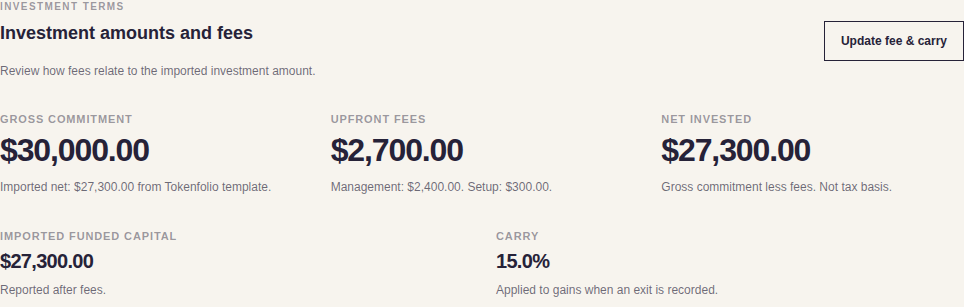 INVESTMENT TERMS
Investment amounts and fees
Update fee & carry
Review how fees relate to the imported investment amount.
GROSS COMMITMENT
$30,000.00
Imported net: $27,300.00 from Tokenfolio template.
UPFRONT FEES
$2,700.00
Management: $2,400.00. Setup: $300.00.
NET INVESTED
$27,300.00
Gross commitment less fees. Not tax basis.
IMPORTED FUNDED CAPITAL
$27,300.00
Reported after fees.
CARRY
15.0%
Applied to gains when an exit is recorded.